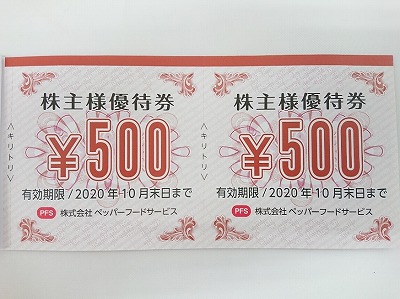 株主様優待券
¥500
有効期限/2020年10月末日まで
PFS 株式会社ペッパーフードサービス
<キリトリ>
株主様優待券
¥500
有効期限/2020年10月末日まで
PFS 株式会社ペッパーフードサービス
<キリトリ>